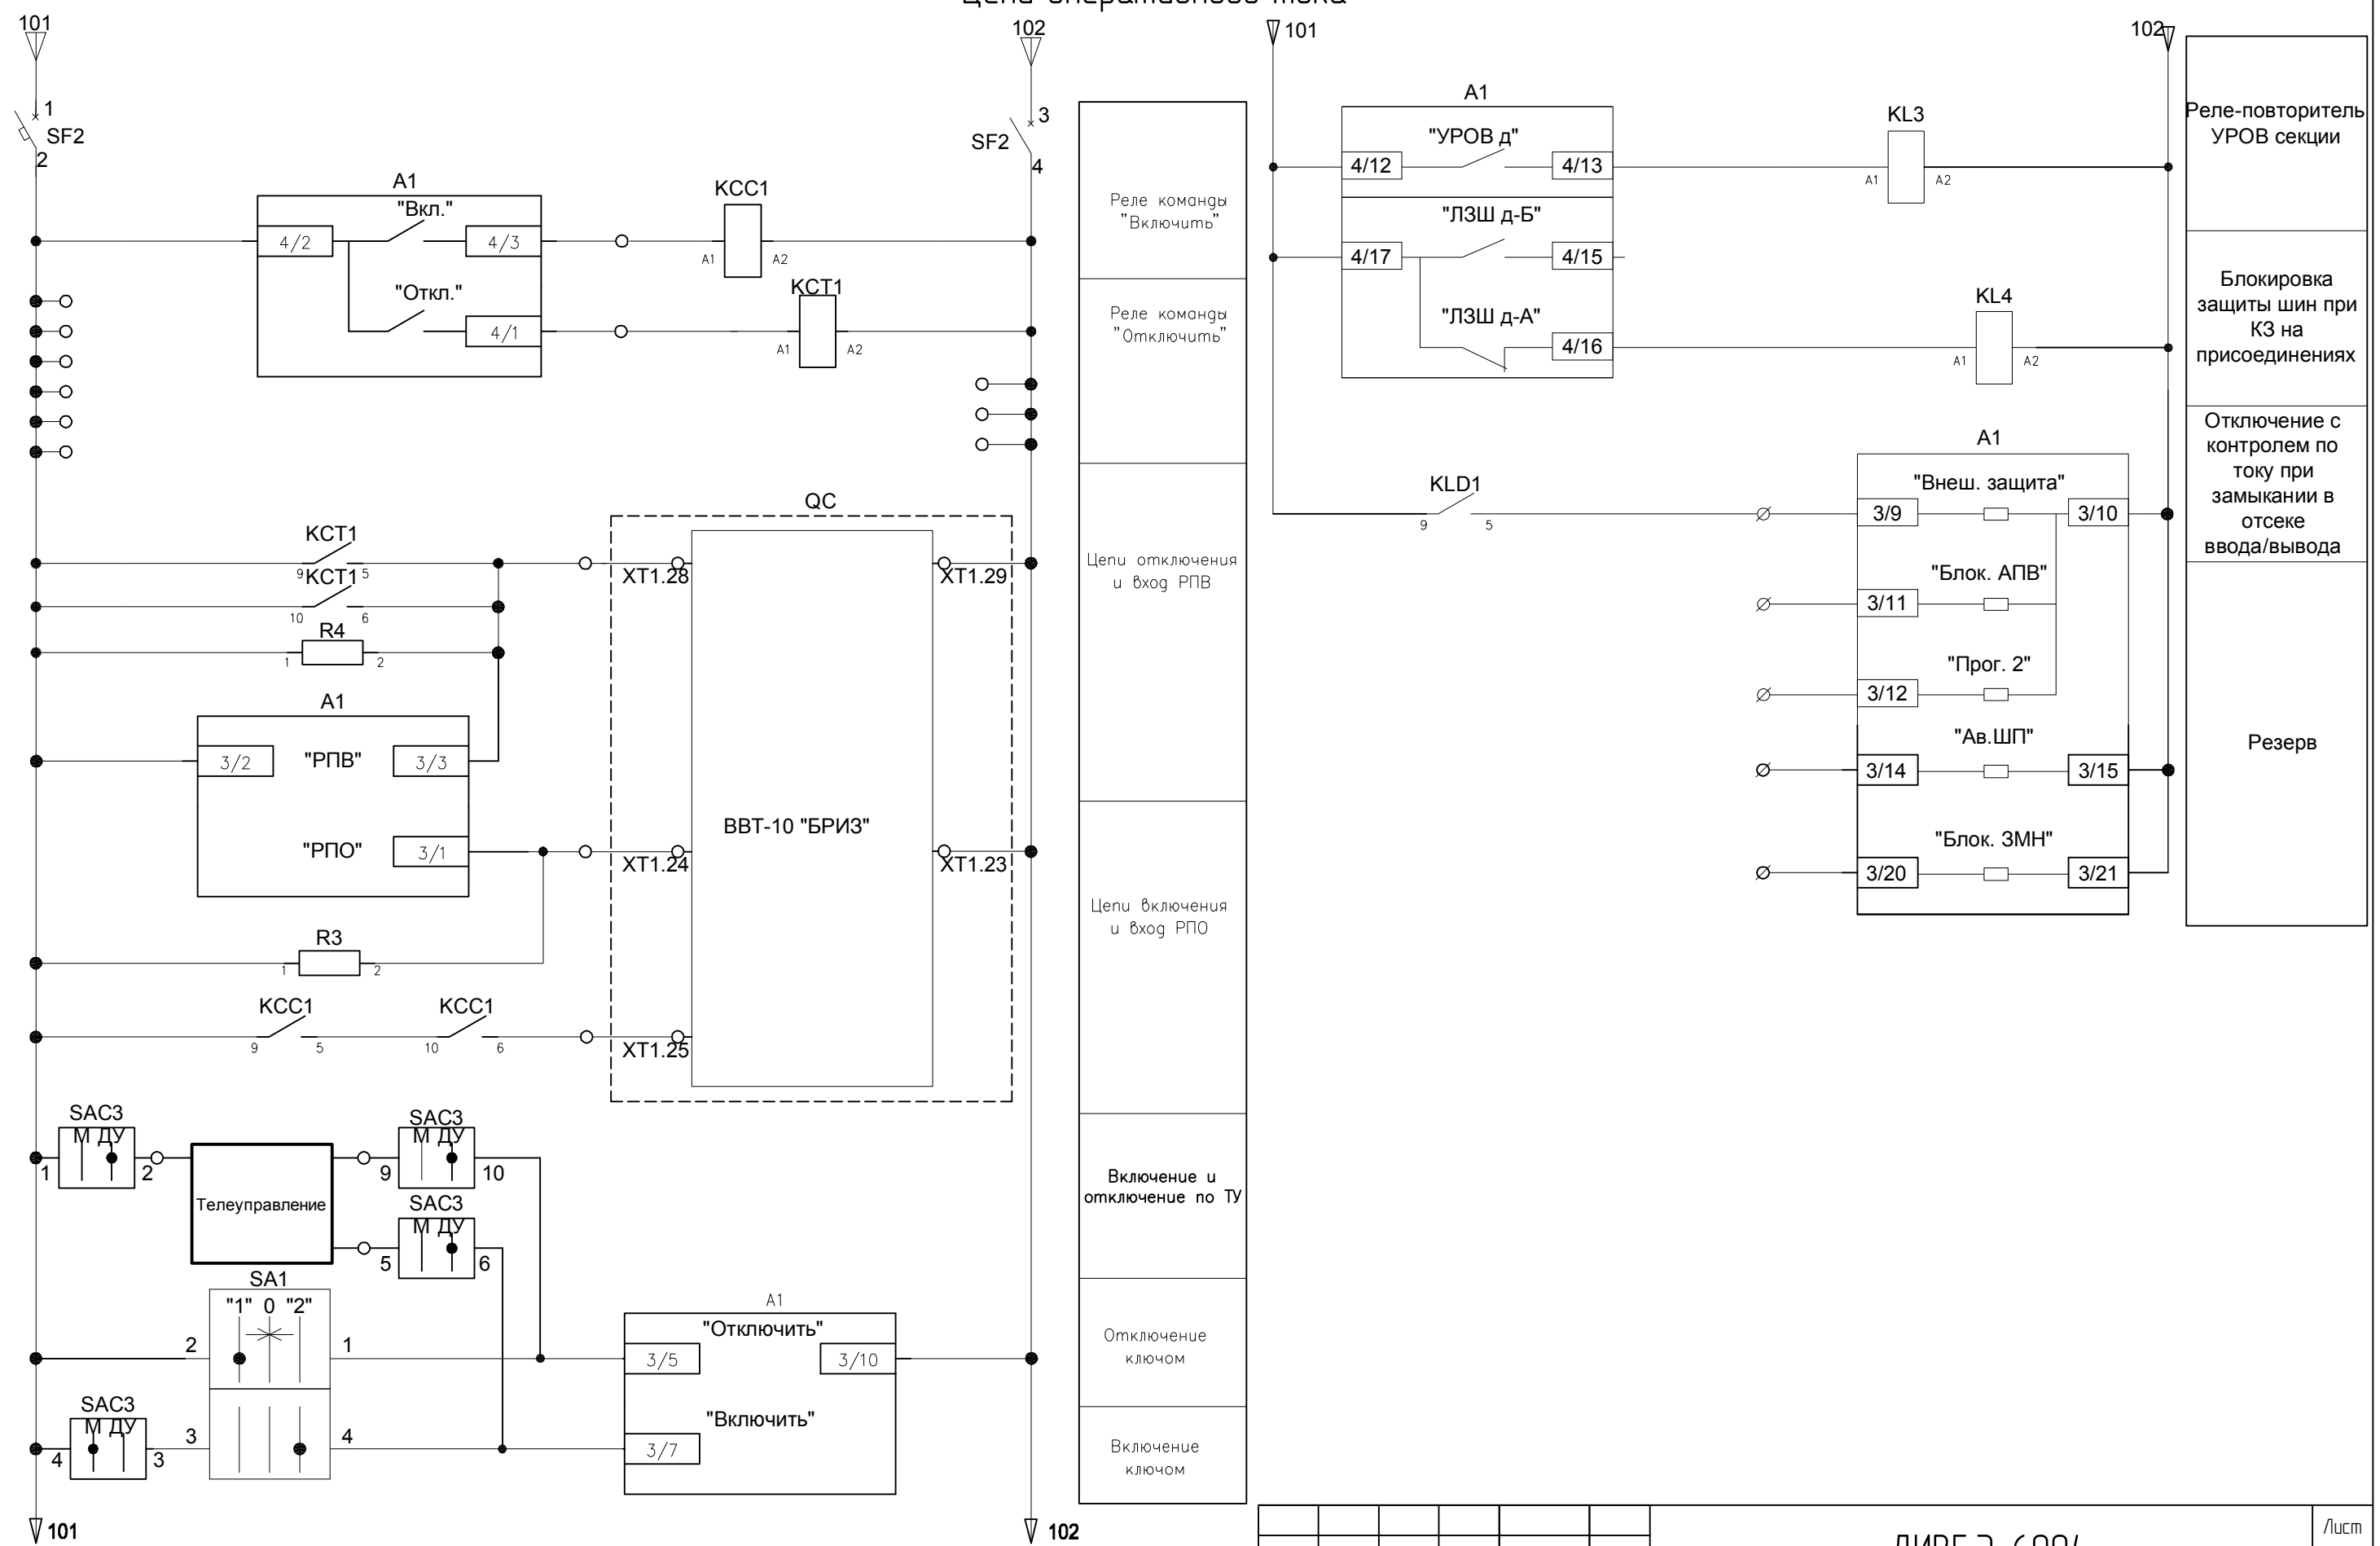 101
102
101
102
1
SF2
2
3
SF2
4
A1
"Вкл."
4/2
4/3
"Откл."
4/1
KCC1
A1
A2
KCT1
A1
A2
Реле команды
"Включить"
Реле команды
"Отключить"
Цепи отключения
и вход РПВ
Цепи включения
и вход РПО
Включение и
отключение по ТУ
Отключение
ключом
Включение
ключом
QC
KCT1
9
5
KCT1
10
6
R4
1
2
XT1.28
XT1.29
A1
3/2
"РПВ"
3/3
"РПО"
3/1
ВВТ-10 "БРИЗ"
XT1.24
XT1.23
R3
1
2
KCC1
9
5
KCC1
10
6
XT1.25
SAC3
М ДУ
1
2
Телеуправление
SAC3
М ДУ
9
10
SAC3
М ДУ
5
6
SA1
"1" 0 "2"
2
1
SAC3
М ДУ
4
3
3
4
A1
"Отключить"
3/5
3/10
"Включить"
3/7
101
102
A1
"УРОВ д"
4/12
4/13
KL3
A1
A2
"ЛЗШ д-Б"
4/17
4/15
"ЛЗШ д-А"
4/16
KL4
A1
A2
KLD1
9
5
A1
"Внеш. защита"
3/9
3/10
"Блок. АПВ"
3/11
"Прог. 2"
3/12
"Ав.ШП"
3/14
3/15
"Блок. ЗМН"
3/20
3/21
Реле-повторитель
УРОВ секции
Блокировка
защиты шин при
КЗ на
присоединениях
Отключение с
контролем по
току при
замыкании в
отсеке
ввода/вывода
Резерв
Лист